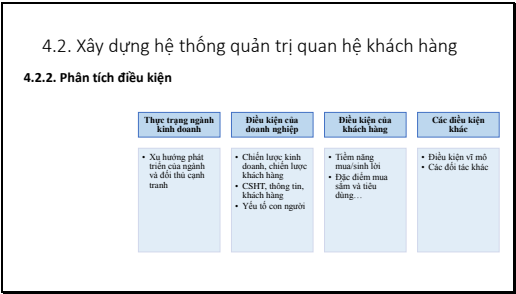 4.2. Xây dựng hệ thống quản trị quan hệ khách hàng
4.2.2. Phân tích điều kiện
Thực trạng ngành
kinh doanh
• Xu hướng phát
triển của ngành
và đối thủ cạnh
tranh
Điều kiện của
doanh nghiệp
• Chiến lược kinh
doanh, chiến lược
khách hàng
• CSHT, thông tin,
khách hàng
• Yếu tố con người
Điều kiện của
khách hàng
• Tiềm năng
mua/sinh lời
• Đặc điểm mua
sắm và tiêu
dùng…
Các điều kiện
khác
• Điều kiện vĩ mô
• Các đối tác khác